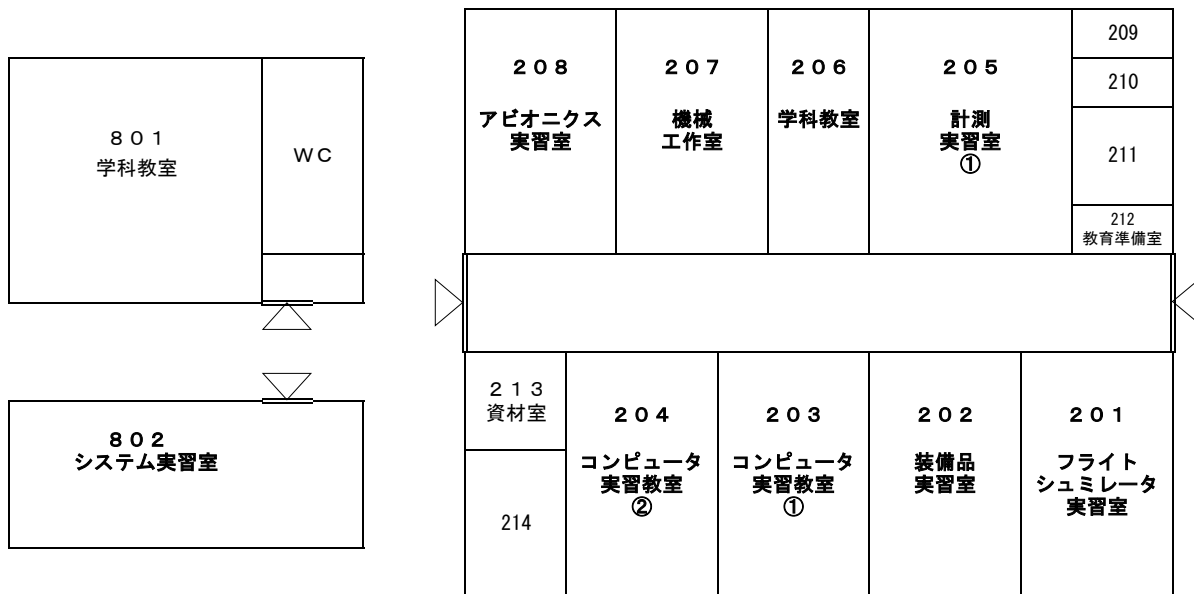 ８０１
学科教室
ＷＣ
８０２
システム実習室
２０８
アビオニクス
実習室
２０７
機械
工作室
２０６
学科教室
２０５
計測
実習室
①
209
210
211
212
教育準備室
２１３
資材室
214
２０４
コンピュータ
実習教室
②
２０３
コンピュータ
実習教室
①
２０２
装備品
実習室
２０１
フライト
シュミレータ
実習室